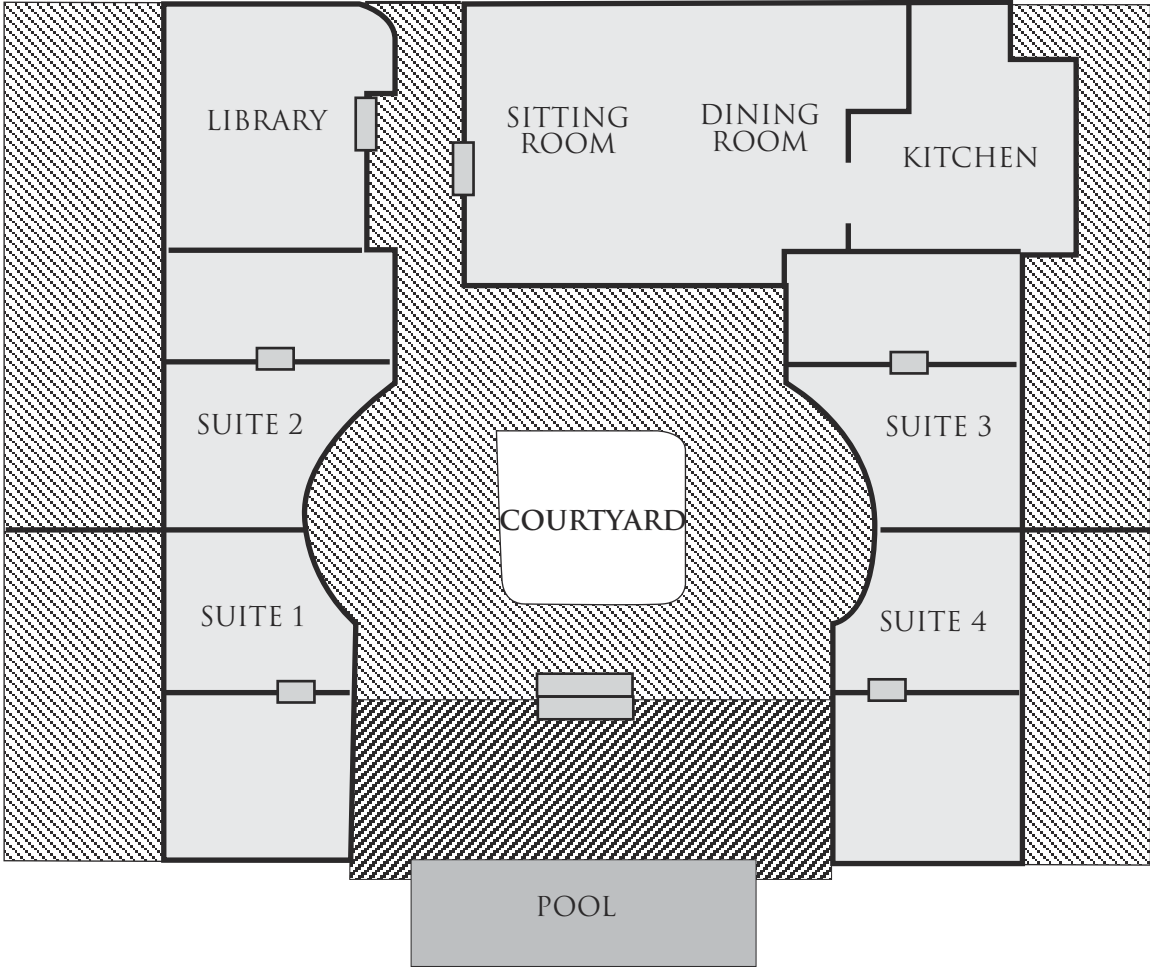 LIBRARY
SITTING
ROOM
DINING
ROOM
KITCHEN
SUITE 2
SUITE 3
COURTYARD
SUITE 1
SUITE 4
POOL